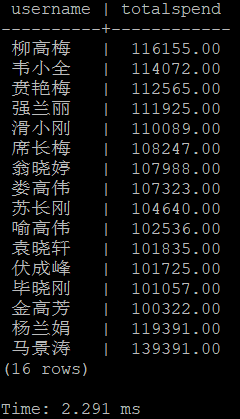 username | totalspend
----------+------------
柳高梅 | 116155.00
韦小全 | 114072.00
贲艳梅 | 112565.00
强兰丽 | 111925.00
滑小刚 | 110089.00
席长梅 | 108247.00
翁晓婷 | 107988.00
娄高伟 | 107323.00
苏长刚 | 104640.00
喻高伟 | 102536.00
袁晓轩 | 101835.00
伏成峰 | 101725.00
毕晓刚 | 101057.00
金高芳 | 100322.00
杨兰娟 | 119391.00
马景涛 | 139391.00
(16 rows)
Time: 2.291 ms